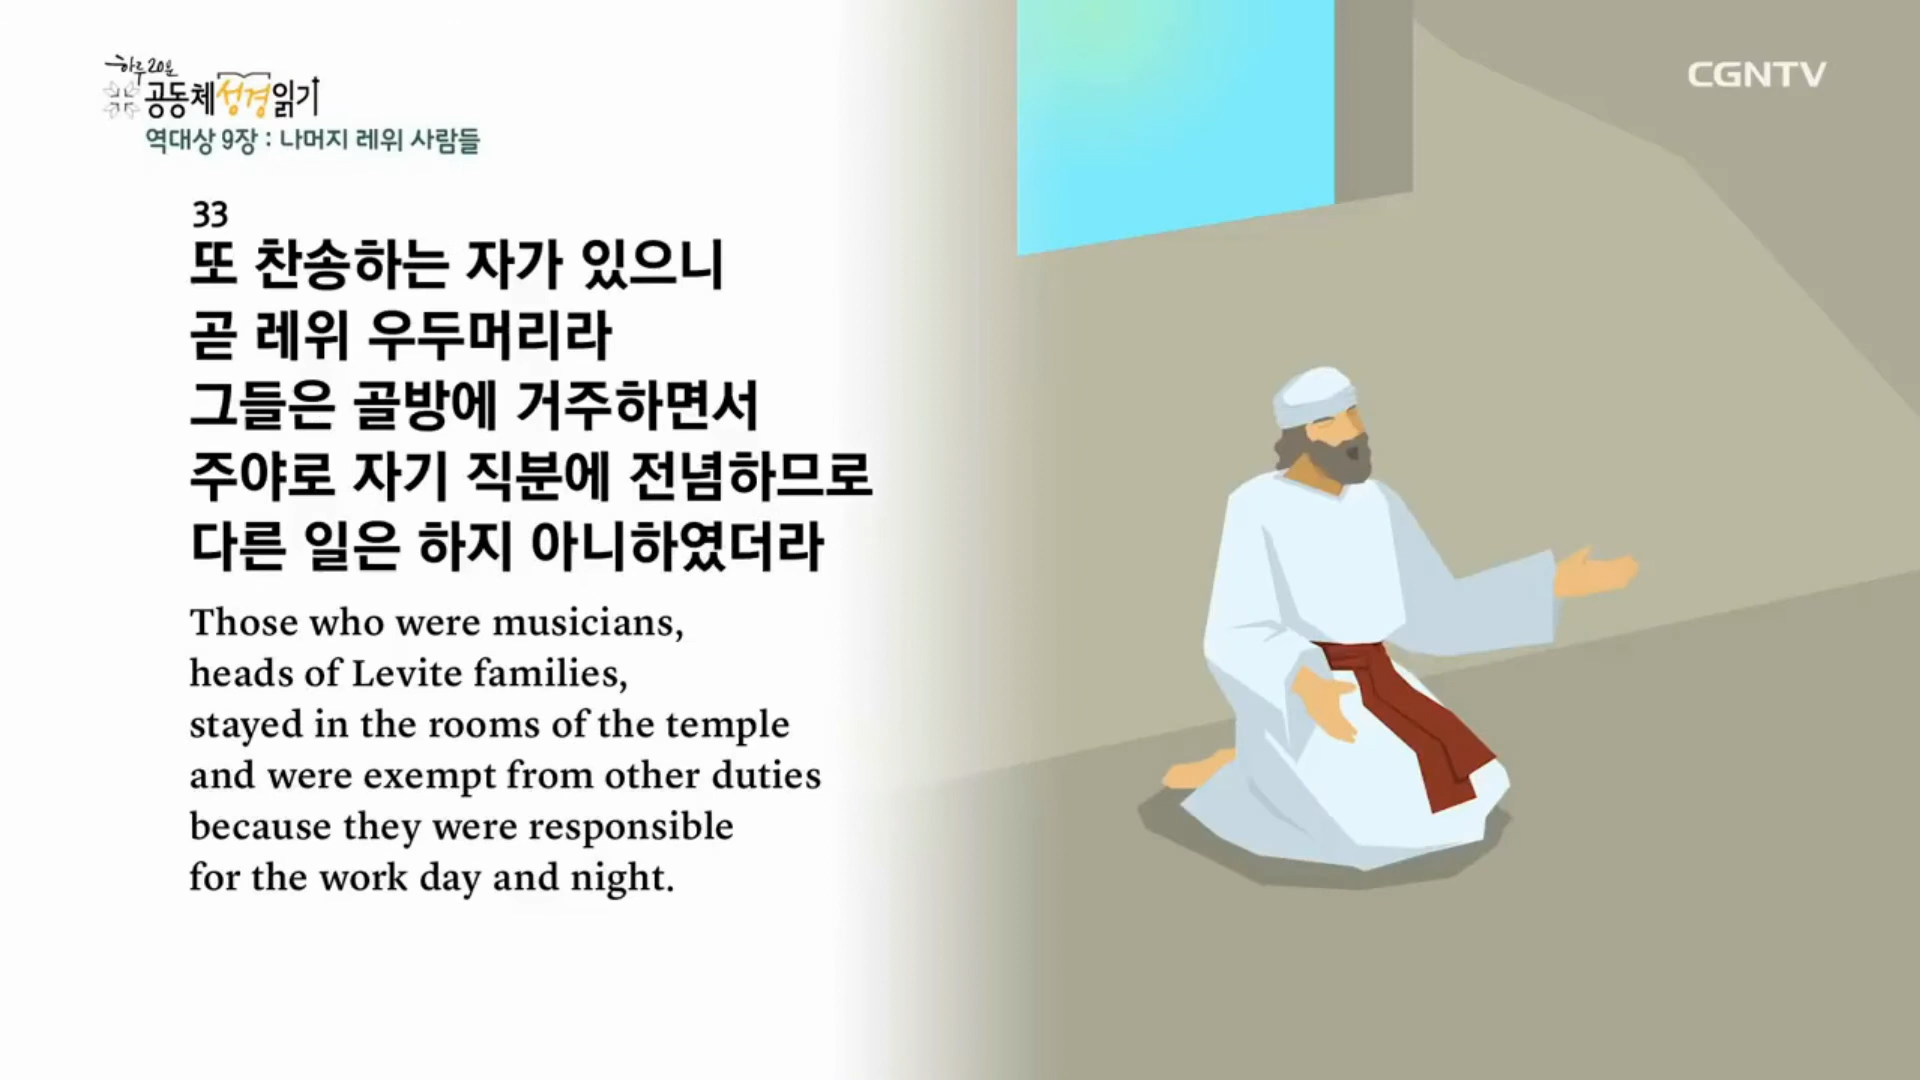 하루 20분
공동체성경읽기
역대상 9장 : 나머지 레위 사람들
CGNTV
33
또 찬송하는 자가 있으니
곧 레위 우두머리라
그들은 골방에 거주하면서
주야로 자기 직분에 전념하므로
다른 일은 하지 아니하였더라
Those who were musicians,
heads of Levite families,
stayed in the rooms of the temple
and were exempt from other duties
because they were responsible
for the work day and night.